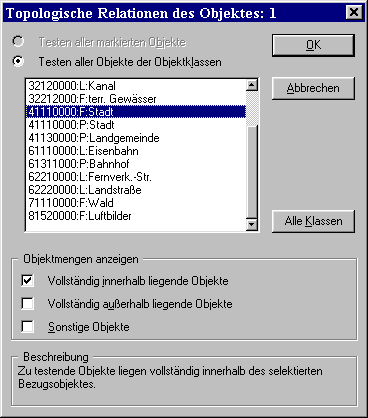 Topologische Relationen des Objektes: 1
Testen aller markierten Objekte
OK
Testen aller Objekte der Objektklassen
Abbrechen
32120000:L:Kanal
32212000:F:terr. Gewässer
41110000:F:Stadt
41110000:P:Stadt
41130000:P:Landgemeinde
61110000:L:Eisenbahn
61311000:P:Bahnhof
62210000:L:Fernverk.-Str.
62220000:L:Landstraße
71110000:F:Wald
81520000:F:Luftbilder
Alle Klassen
Objektmengen anzeigen
Vollständig innerhalb liegende Objekte
Vollständig außerhalb liegende Objekte
Sonstige Objekte
Beschreibung
Zu testende Objekte liegen vollständig innerhalb des selektierten
Bezugsobjektes.